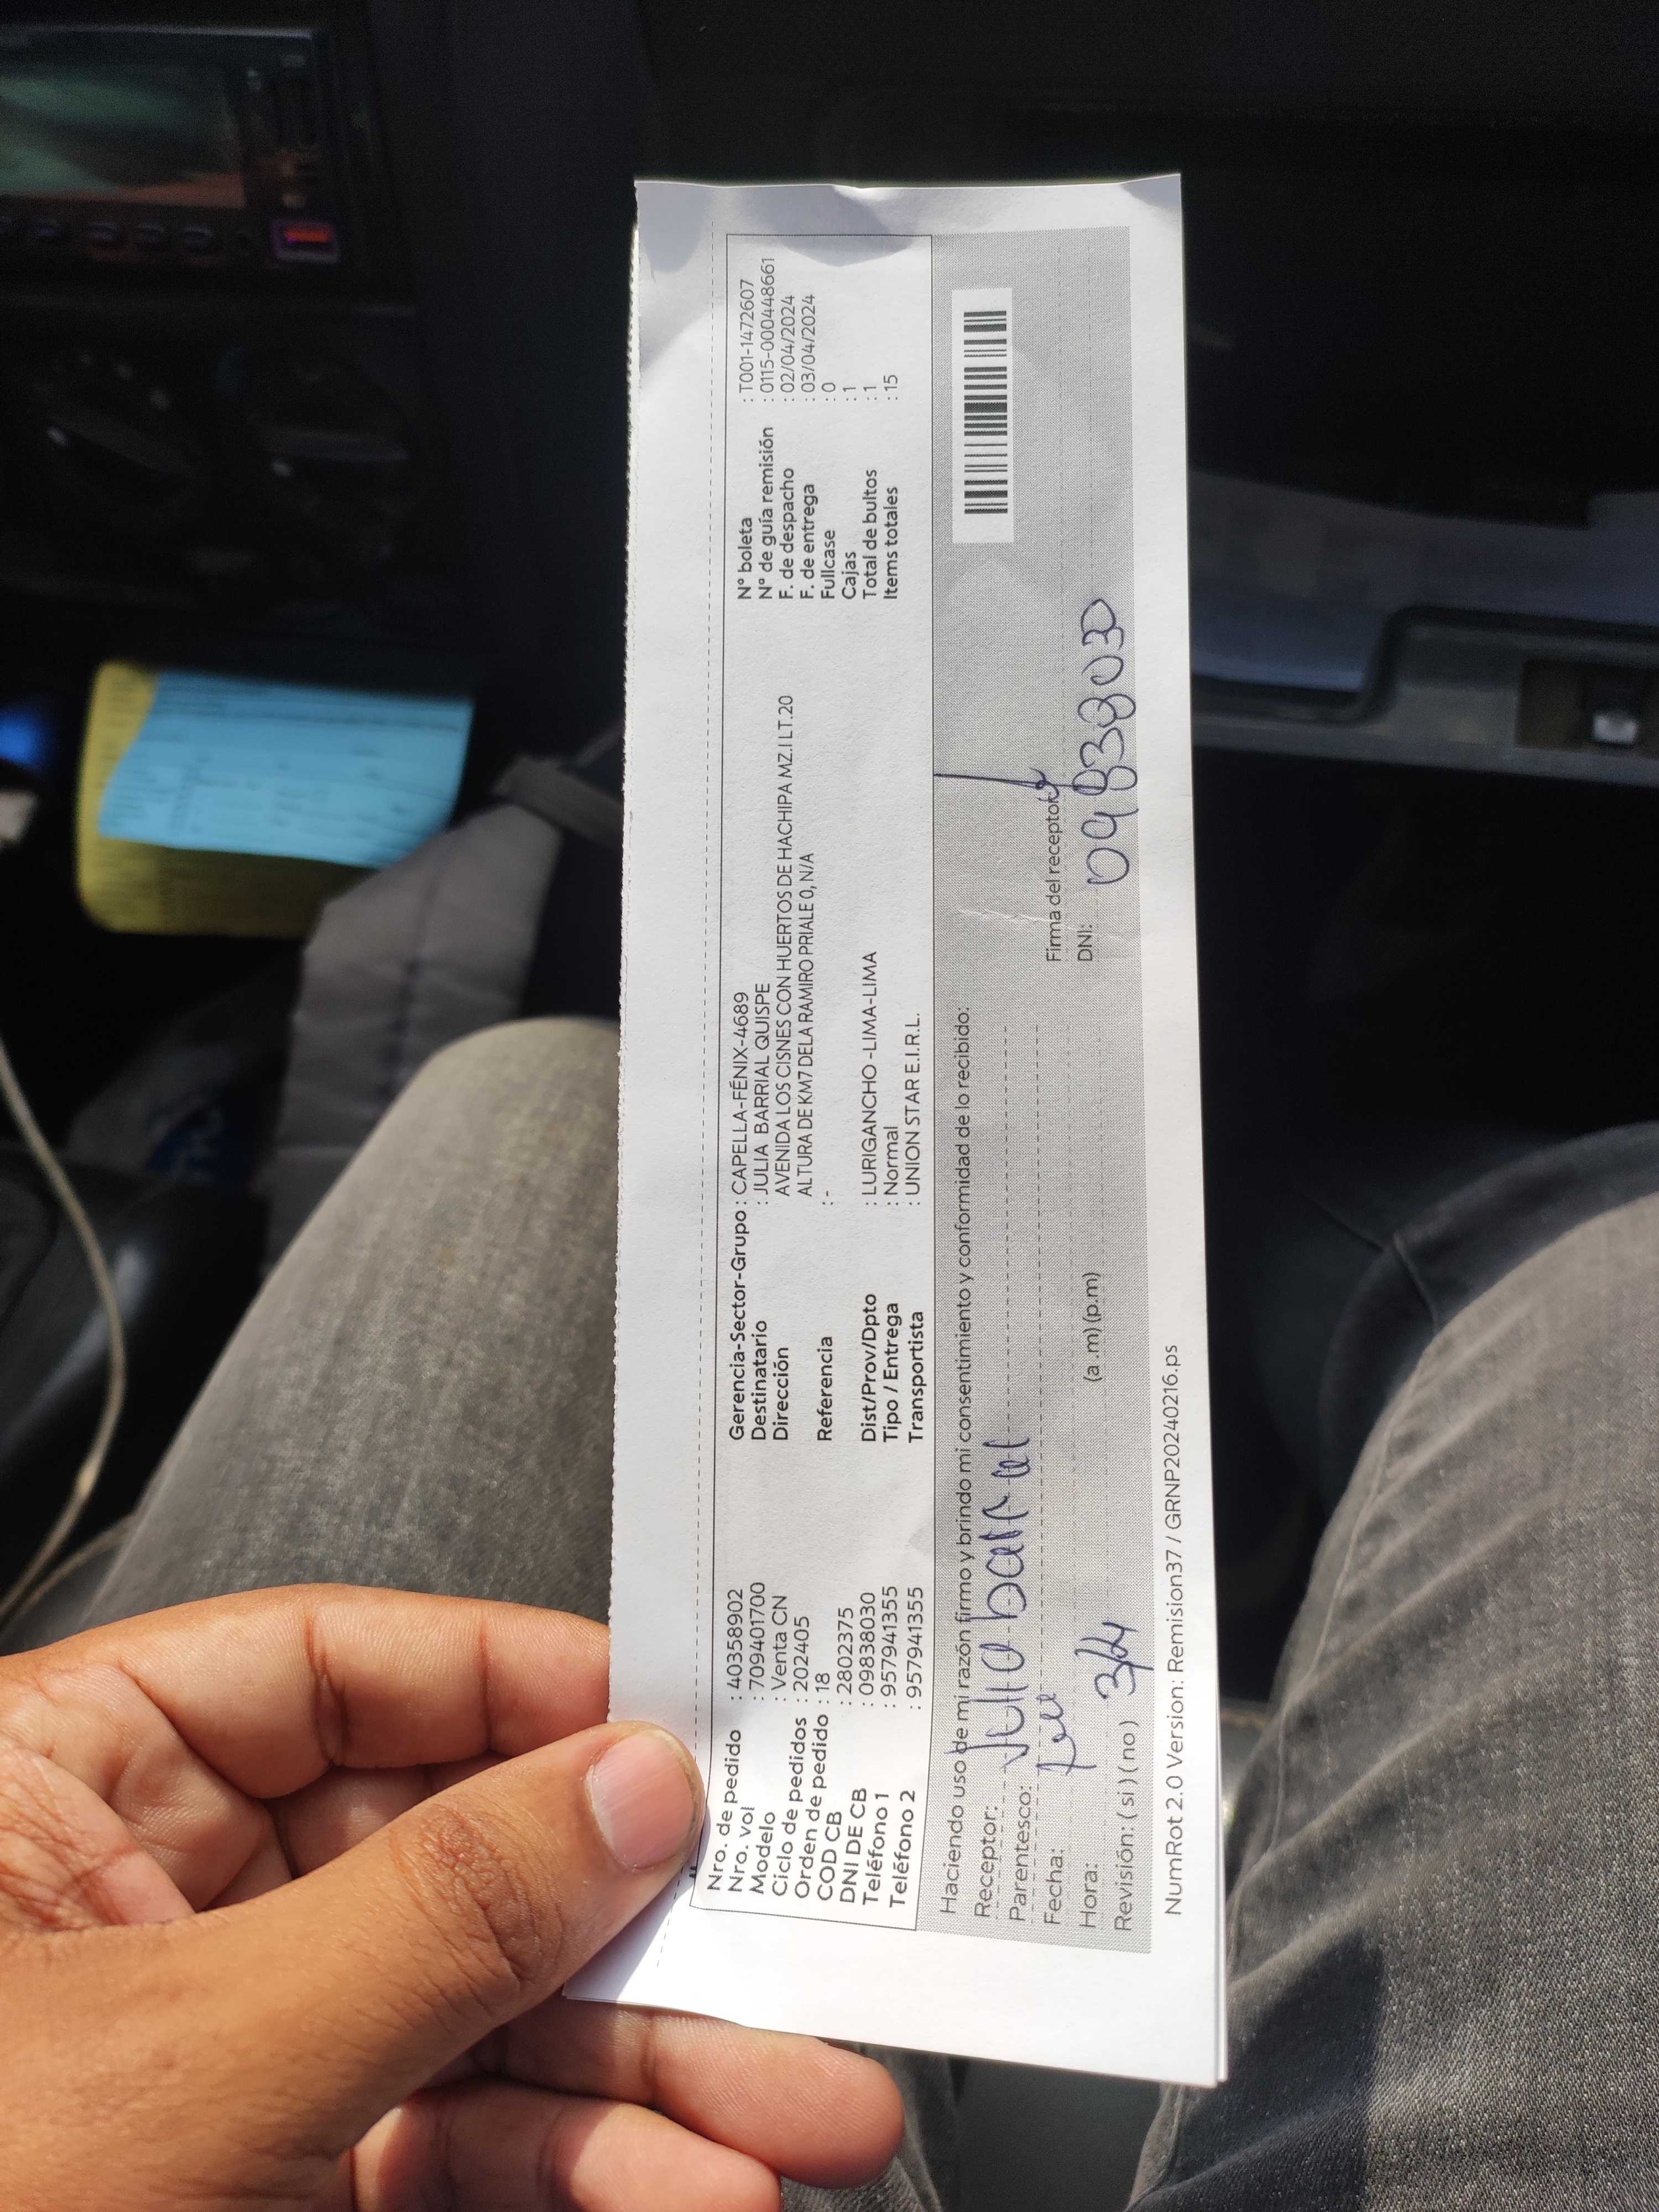 Nro. de pedido : 40358902
Nro. vol : 709401700
Modelo : Venta CN
Ciclo de pedidos : 202405
Orden de pedido : 18
COD CB : 2802375
DNI DE CB : 09838030
Teléfono 1 : 957941355
Teléfono 2 : 957941355
Gerencia-Sector-Grupo : CAPELLA-FÉNIX-4689
Destinatario : JULIA BARRIAL QUISPE
Dirección AVENIDA LOS CISNES CON HUERTOS DE HACHIPA MZ.I LT.20
ALTURA DE KM7 DELA RAMIRO PRIALE 0, N/A
Referencia : -
Dist/Prov/Dpto : LURIGANCHO -LIMA-LIMA
Tipo / Entrega : Normal
Transportista : UNION STAR E.I.R.L.
N° boleta : T001-1472607
N° de guía remisión : 0115-0004448661
F. de despacho : 02/04/2024
F. de entrega : 03/04/2024
Fullcase : 0
Cajas : 1
Total de bultos : 1
Items totales : 15
Haciendo uso de mi razón firmo y brindo mi consentimiento y conformidad de lo recibido:
Receptor: Julia barrial
Parentesco:
Fecha:
Hora: 3/4 (a .m) (p.m)
Revisión: ( si ) ( no )
Firma del receptor
DNI: 09838030
NumRot 2.0 Version: Remision37 / GRNP20240216.ps